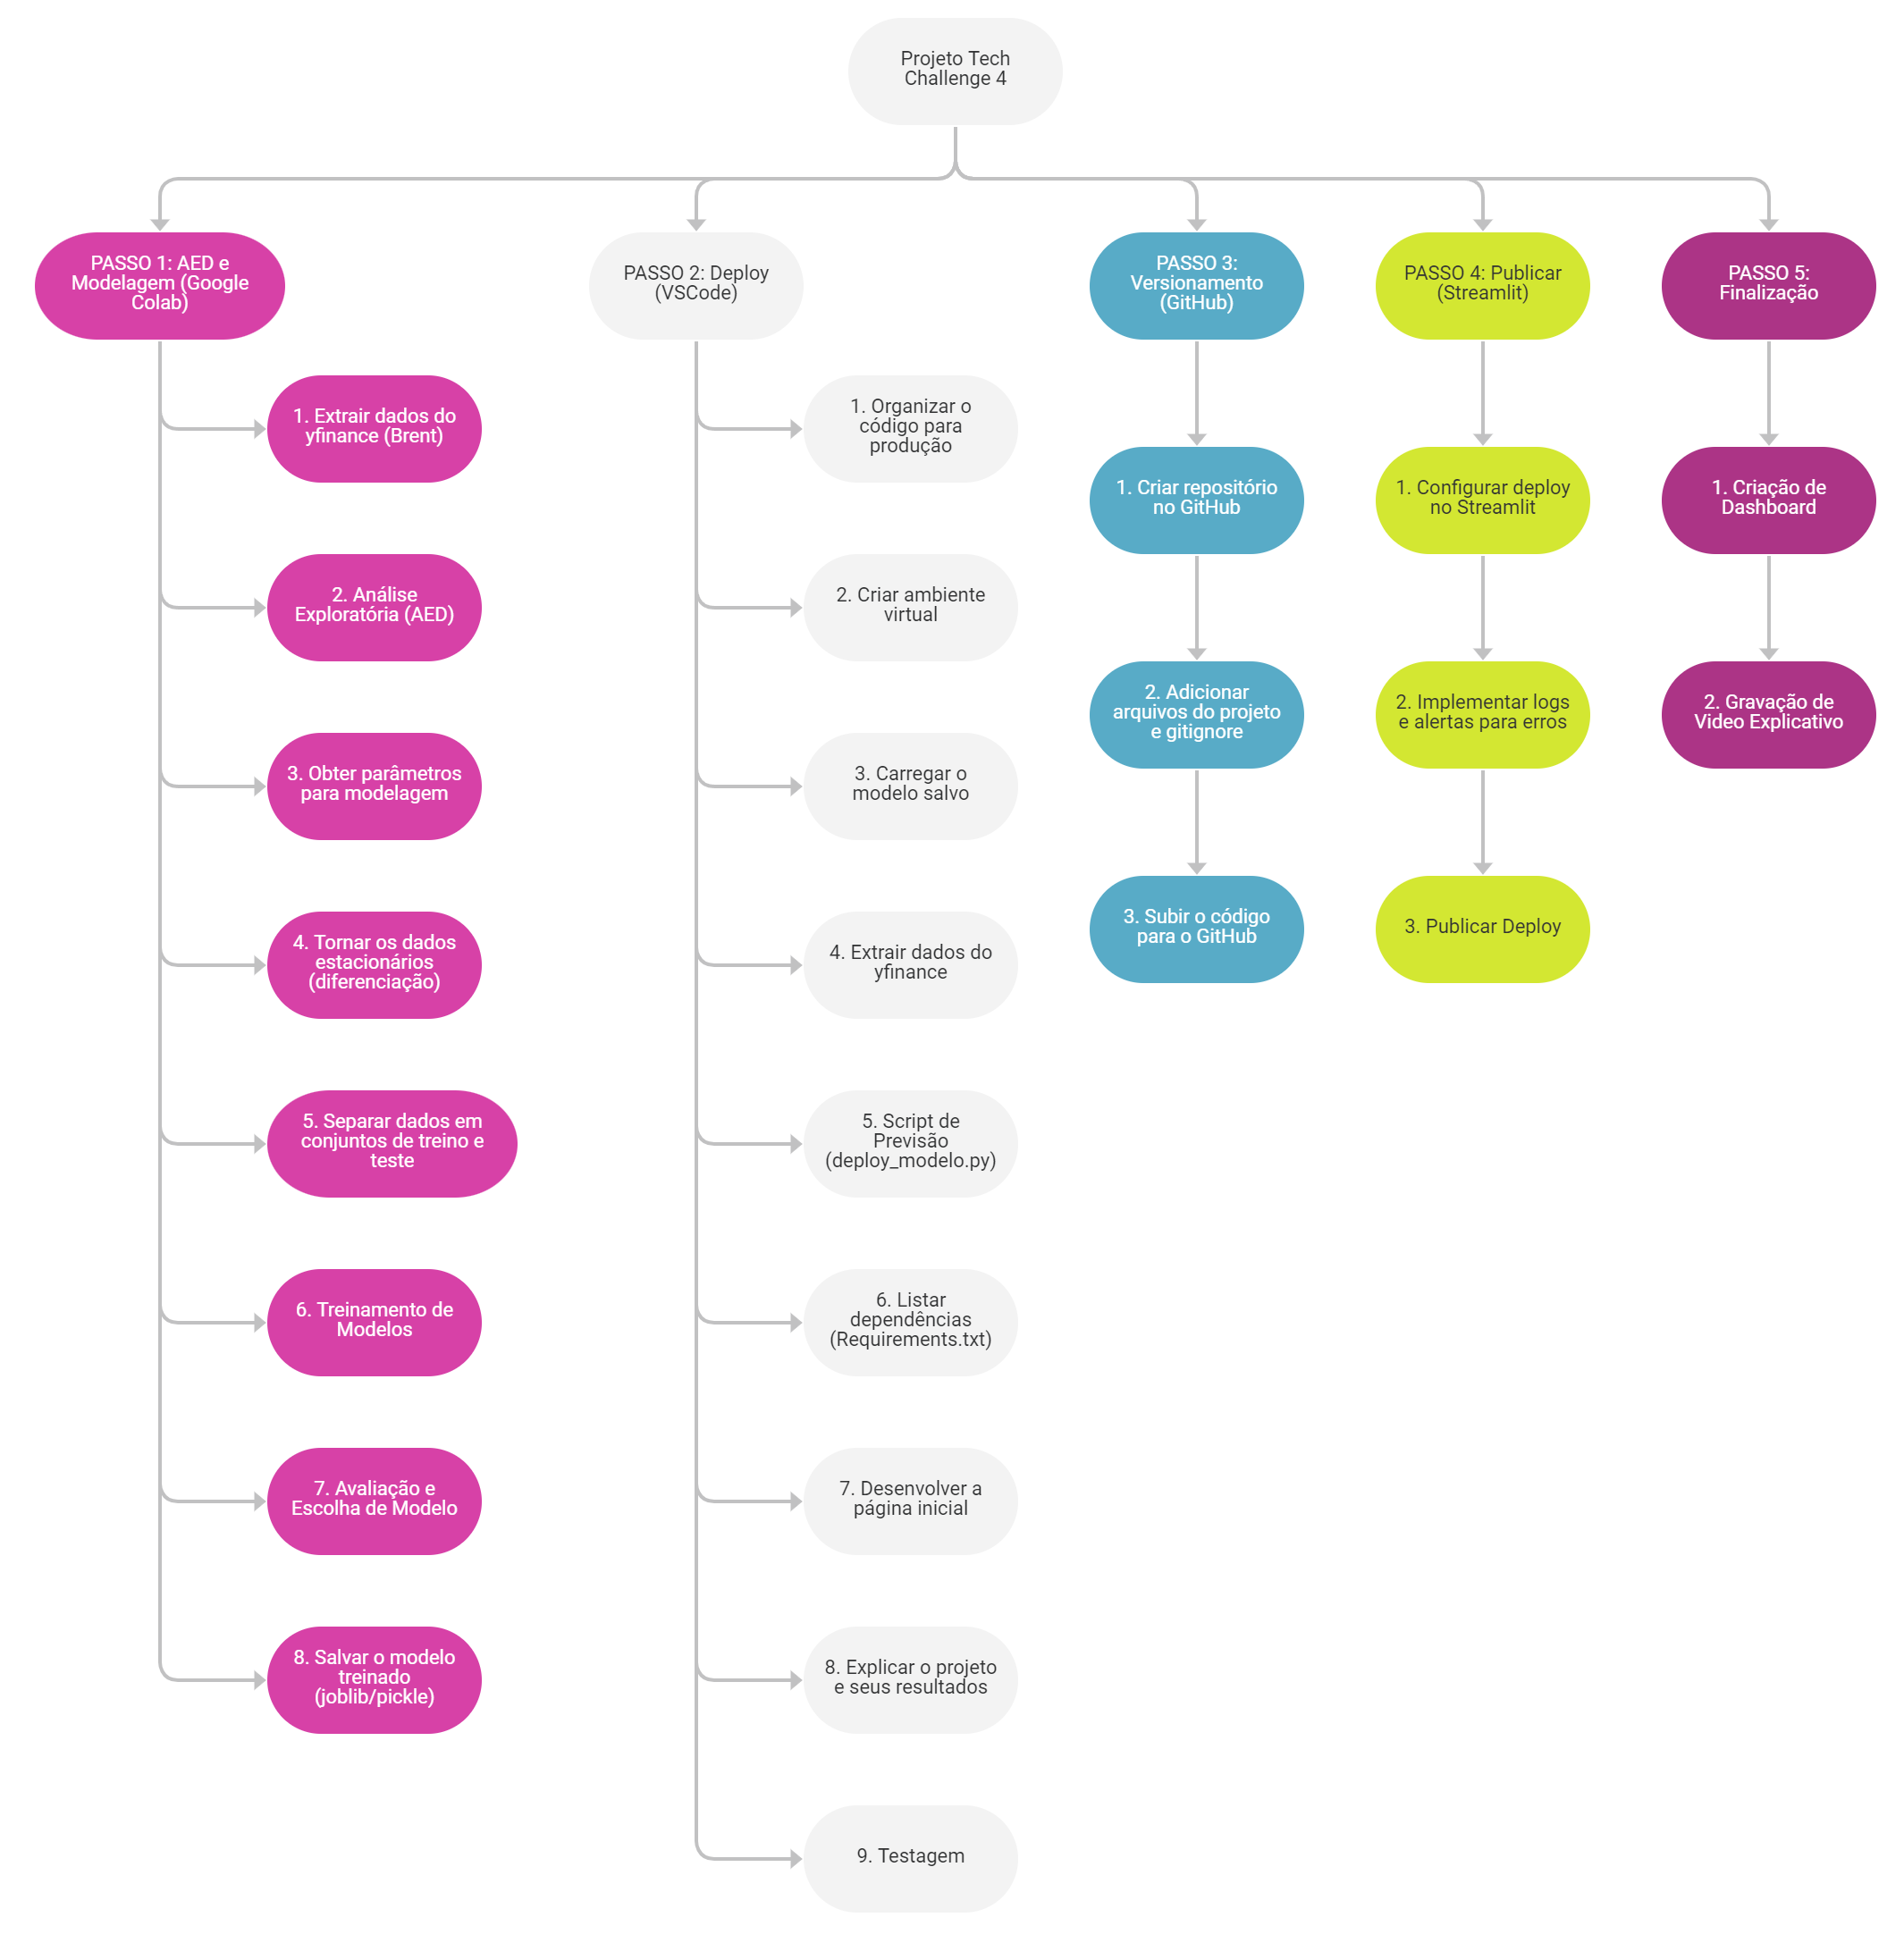 Projeto Tech
Challenge 4
PASSO 1: AED e
Modelagem (Google
Colab)
1. Extrair dados do
yfinance (Brent)
2. Análise
Exploratória (AED)
3. Obter parâmetros
para modelagem
4. Tornar os dados
estacionários
(diferenciação)
5. Separar dados em
conjuntos de treino e
teste
6. Treinamento de
Modelos
7. Avaliação e
Escolha de Modelo
8. Salvar o modelo
treinado
(joblib/pickle)
PASSO 2: Deploy
(VSCode)
1. Organizar o
código para
produção
2. Criar ambiente
virtual
3. Carregar o
modelo salvo
4. Extrair dados do
yfinance
5. Script de
Previsão
(deploy_modelo.py)
6. Listar
dependências
(Requirements.txt)
7. Desenvolver a
página inicial
8. Explicar o projeto
e seus resultados
9. Testagem
PASSO 3:
Versionamento
(GitHub)
1. Criar repositório
no GitHub
2. Adicionar
arquivos do projeto
e gitignore
3. Subir o código
para o GitHub
PASSO 4: Publicar
(Streamlit)
1. Configurar deploy
no Streamlit
2. Implementar logs
e alertas para erros
3. Publicar Deploy
PASSO 5:
Finalização
1. Criação de
Dashboard
2. Gravação de
Video Explicativo